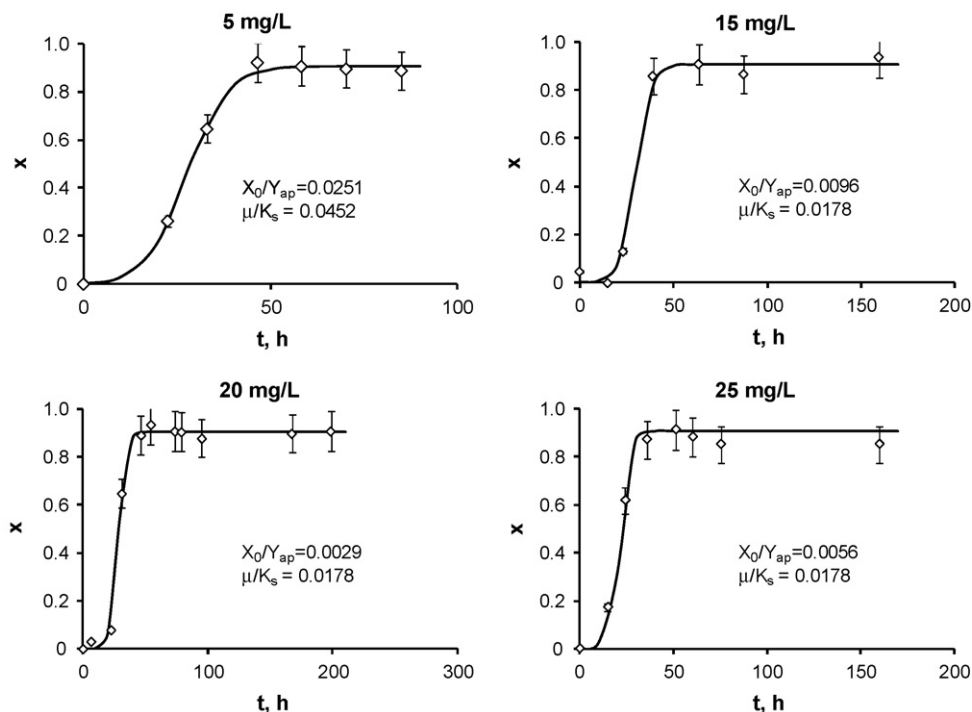 5 mg/L
1.0
0.8
0.6
0.4
0.2
0
x
X₀/Yₐₚ=0.0251
μ/Kₛ = 0.0452
0 50 100
t, h
15 mg/L
1.0
0.8
0.6
0.4
0.2
0
x
X₀/Yₐₚ=0.0096
μ/Kₛ = 0.0178
0 50 100 150 200
t, h
20 mg/L
1.0
0.8
0.6
0.4
0.2
0
x
X₀/Yₐₚ=0.0029
μ/Kₛ = 0.0178
0 100 200 300
t, h
25 mg/L
1.0
0.8
0.6
0.4
0.2
0
x
X₀/Yₐₚ=0.0056
μ/Kₛ = 0.0178
0 50 100 150 200
t, h